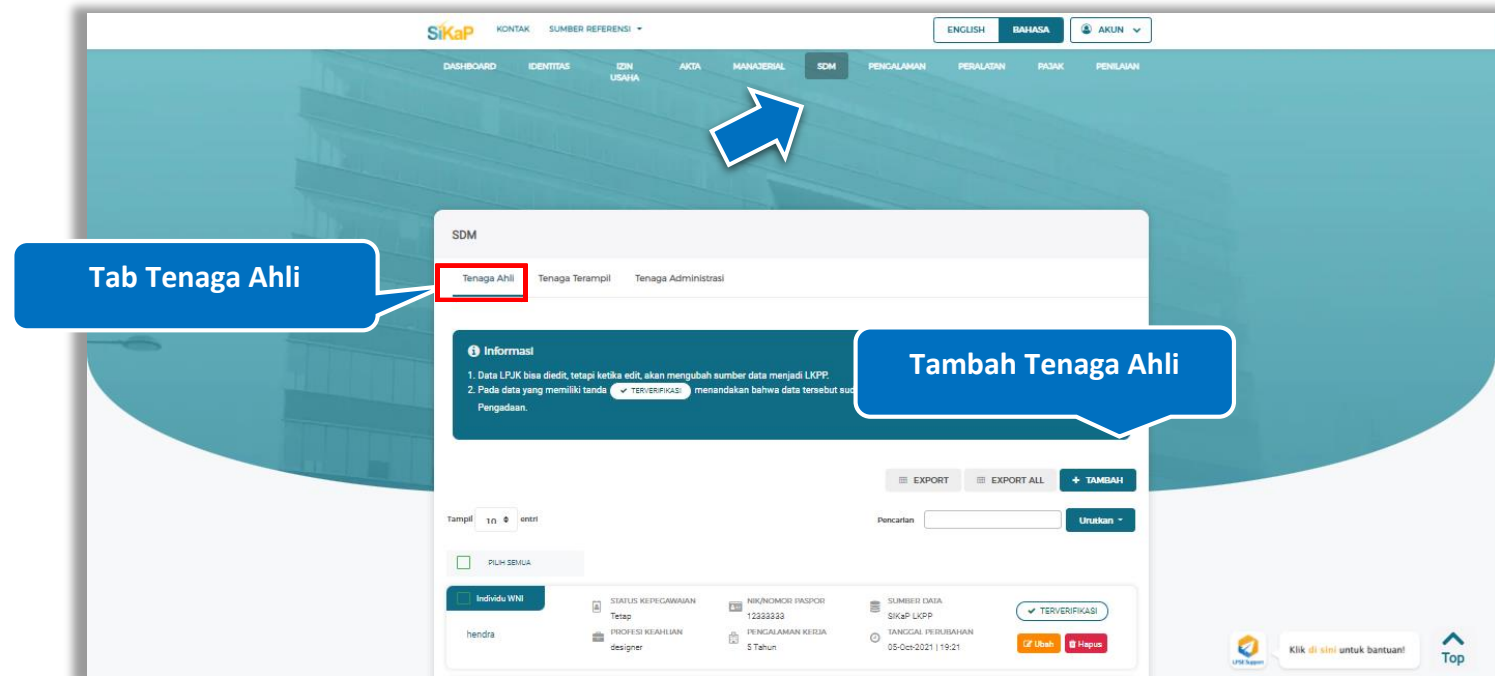 SiKaP KONTAK SUMBER REFERENSI ENGLISH BAHASA AKUN
DASHBOARD IDENTITAS IZIN USAHA AKTA MANAJERIAL SDM PENGALAMAN PERALATAN PAJAK PENILAIAN
SDM
Tab Tenaga Ahli
Tenaga Ahli Tenaga Terampil Tenaga Administrasi
Informasi
Tambah Tenaga Ahli
1. Data LPJK bisa diedit, tetapi ketika edit, akan mengubah sumber data menjadi LKPP.
2. Pada data yang memiliki tanda TERVERIFIKASI menandakan bahwa data tersebut suc
Pengadaan.
EXPORT EXPORT ALL + TAMBAH
Tampil 10 entri Pencarian Urutkan
PILIH SEMUA
Individu WNI STATUS KEPEGAWAIAN NIK/NOMOR PASPOR SUMBER DATA
Tetap 12333333 SIKaP LKPP TERVERIFIKASI
hendra PROFESI KEAHLIAN PENGALAMAN KERJA TANGGAL PERUBAHAN
designer 5 Tahun 05-Oct-2021 | 19:21 Ubah Hapus
LPSE Support Klik di sini untuk bantuan! Top